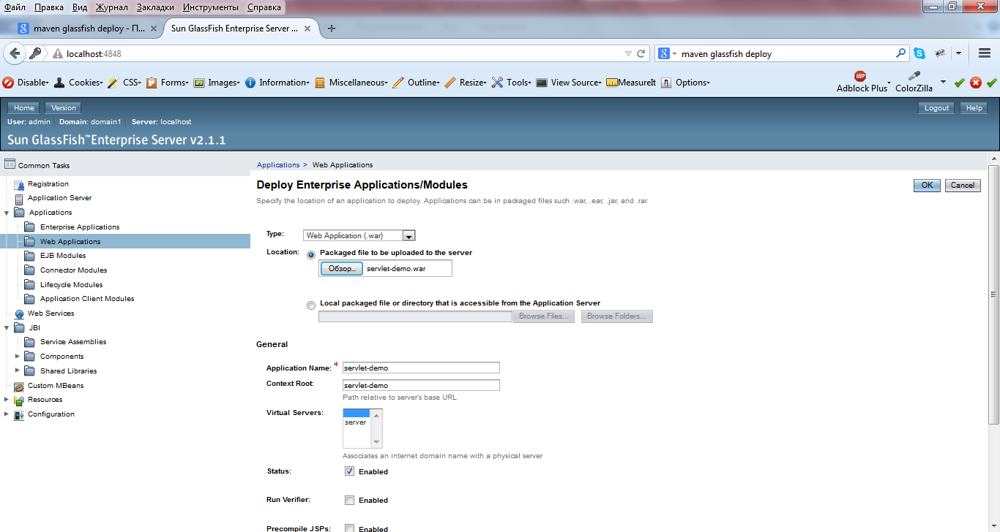 Файл Правка Вид Журнал Закладки Инструменты Справка
maven glassfish deploy - П... × Sun GlassFish Enterprise Server ... × +
localhost:4848 maven glassfish deploy
Disable Cookies CSS Forms Images Information Miscellaneous Outline Resize Tools View Source MeasureIt Options
ABP
Adblock Plus ColorZilla
Home Version Logout Help
User: admin Domain: domain1 Server: localhost
Sun GlassFish™ Enterprise Server v2.1.1
Common Tasks
Registration
Application Server
Applications
Enterprise Applications
Web Applications
EJB Modules
Connector Modules
Lifecycle Modules
Application Client Modules
Web Services
JBI
Service Assemblies
Components
Shared Libraries
Custom MBeans
Resources
Configuration
Applications > Web Applications
Deploy Enterprise Applications/Modules OK Cancel
Specify the location of an application to deploy. Applications can be in packaged files such .war, .ear, .jar, and .rar.
Type: Web Application (.war)
Location: Packaged file to be uploaded to the server
Обзор... servlet-demo.war
Local packaged file or directory that is accessible from the Application Server
Browse Files... Browse Folders...
General
Application Name: * servlet-demo
Context Root: servlet-demo
Path relative to server's base URL
Virtual Servers:
server
Associates an internet domain name with a physical server
Status: Enabled
Run Verifier: Enabled
Precompile JSPs: Enabled